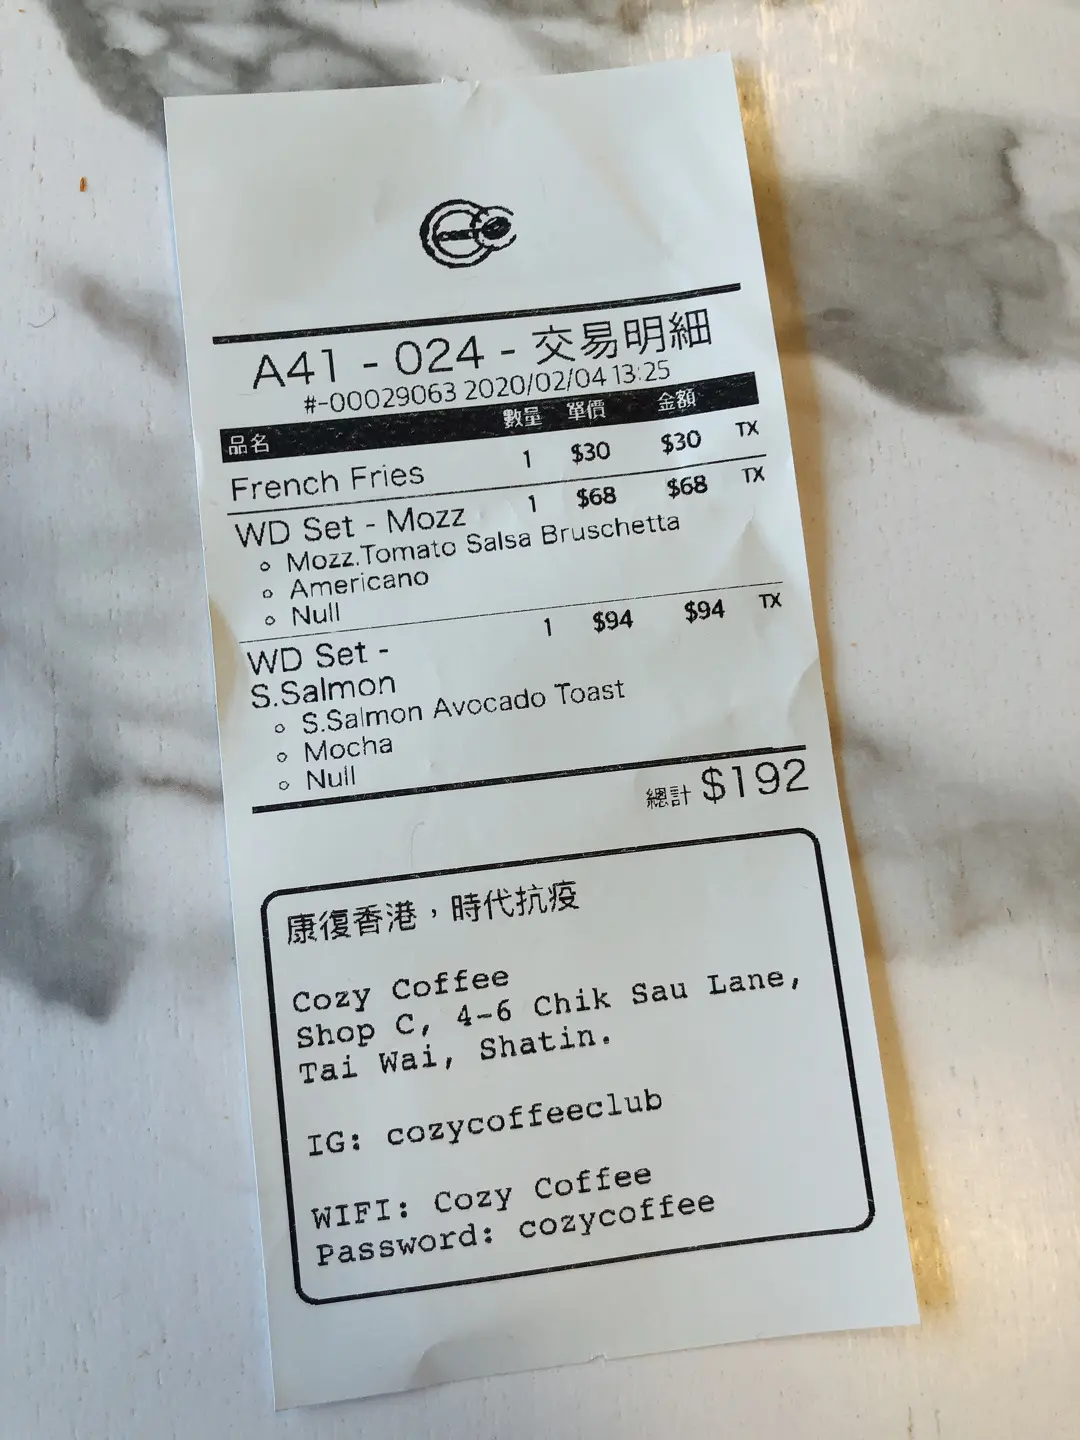 A41 - 024 - 交易明細
#-00029063 2020/02/04 13:25
品名 數量 單價 金額
French Fries 1 $30 $30 TX
WD Set - Mozz 1 $68 $68 TX
◦ Mozz.Tomato Salsa Bruschetta
◦ Americano
◦ Null
WD Set - 1 $94 $94 TX
S.Salmon
◦ S.Salmon Avocado Toast
◦ Mocha
◦ Null
總計 $192
康復香港，時代抗疫
Cozy Coffee
Shop C, 4-6 Chik Sau Lane,
Tai Wai, Shatin.
IG: cozycoffeeclub
WIFI: Cozy Coffee
Password: cozycoffee